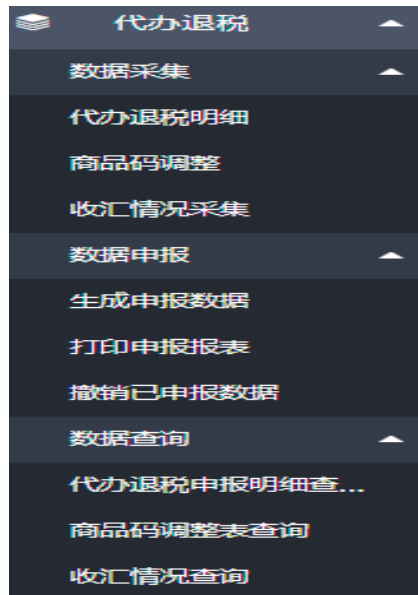 代办退税
数据采集
代办退税明细
商品码调整
收汇情况采集
数据申报
生成申报数据
打印申报报表
撤销已申报数据
数据查询
代办退税申报明细查...
商品码调整表查询
收汇情况查询